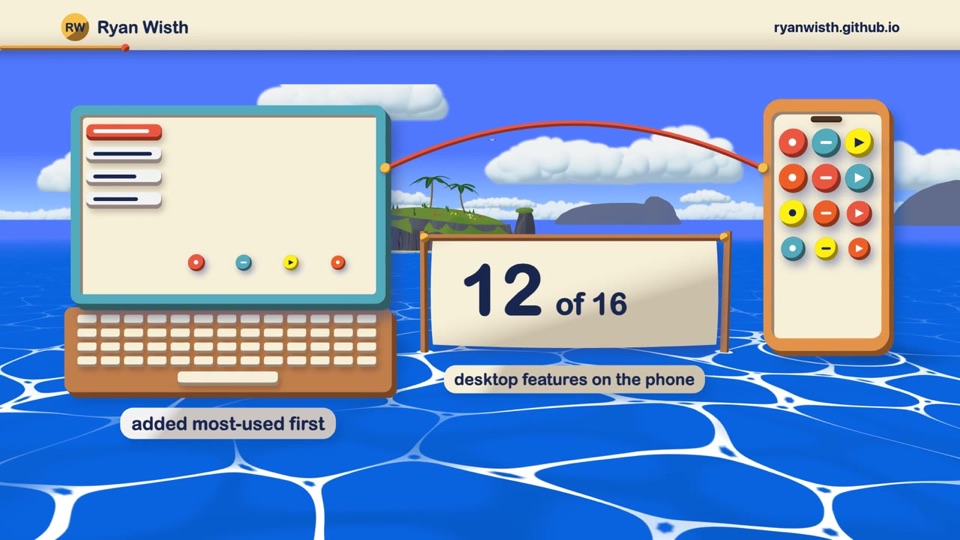 RW Ryan Wisth
ryanwisth.github.io
12 of 16
desktop features on the phone
added most-used first